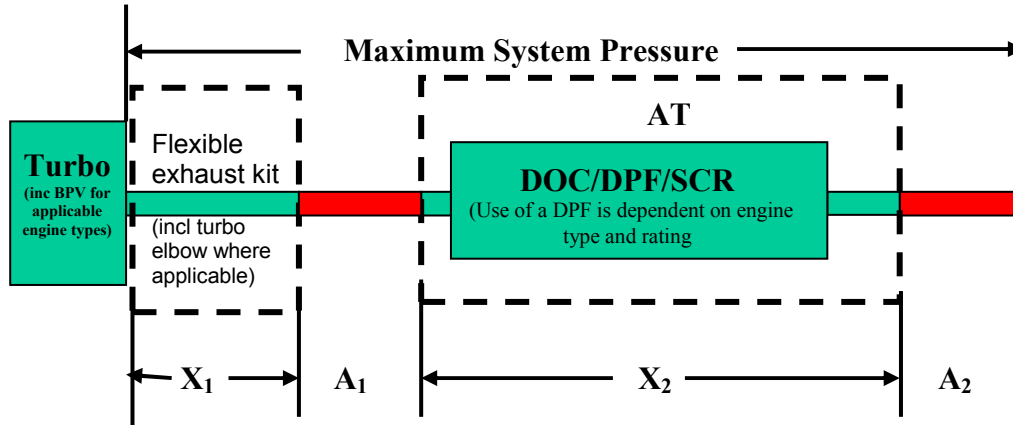 Maximum System Pressure
Turbo
(inc BPV for
applicable
engine types)
Flexible
exhaust kit
(incl turbo
elbow where
applicable)
AT
DOC/DPF/SCR
(Use of a DPF is dependent on engine
type and rating
X₁
A₁
X₂
A₂